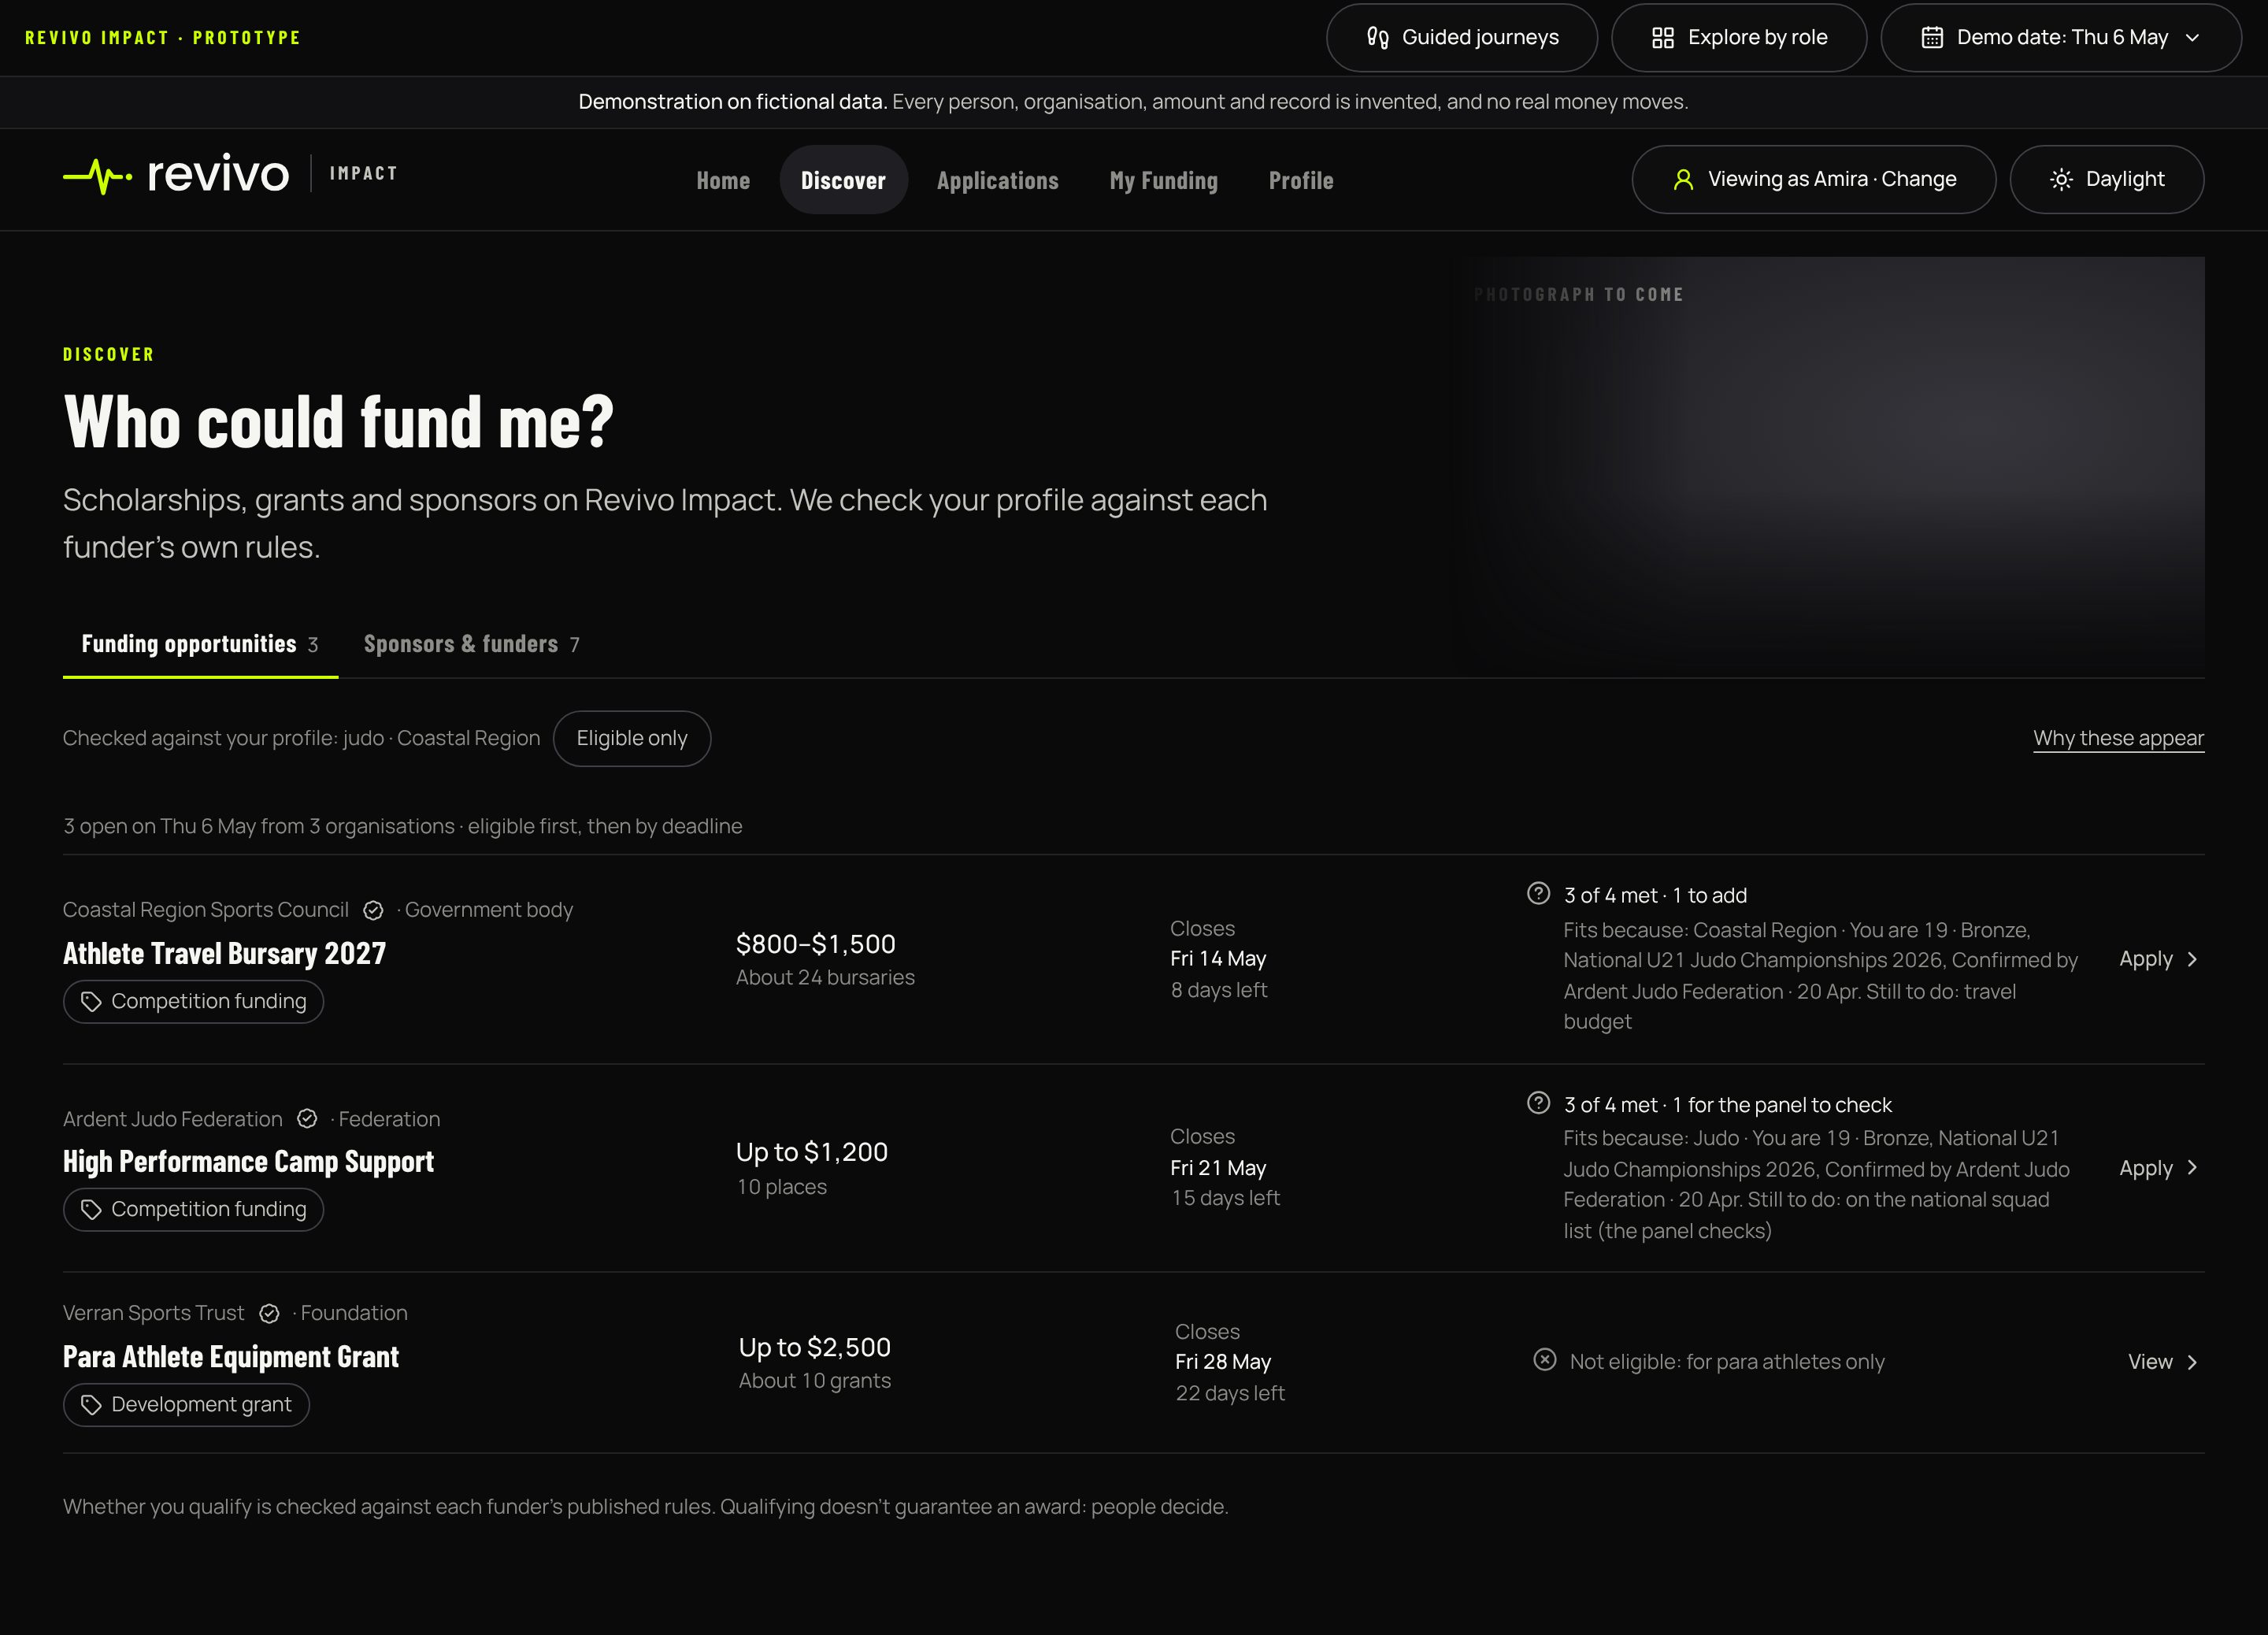 REVIVO IMPACT · PROTOTYPE
Guided journeys
Explore by role
Demo date: Thu 6 May
Demonstration on fictional data. Every person, organisation, amount and record is invented, and no real money moves.
revivo
IMPACT
Home
Discover
Applications
My Funding
Profile
Viewing as Amira · Change
Daylight
PHOTOGRAPH TO COME
DISCOVER
Who could fund me?
Scholarships, grants and sponsors on Revivo Impact. We check your profile against each
funder's own rules.
Funding opportunities 3
Sponsors & funders 7
Checked against your profile: judo · Coastal Region
Eligible only
Why these appear
3 open on Thu 6 May from 3 organisations · eligible first, then by deadline
Coastal Region Sports Council · Government body
Athlete Travel Bursary 2027
Competition funding
$800–$1,500
About 24 bursaries
Closes
Fri 14 May
8 days left
3 of 4 met · 1 to add
Fits because: Coastal Region · You are 19 · Bronze,
National U21 Judo Championships 2026, Confirmed by
Ardent Judo Federation · 20 Apr. Still to do: travel
budget
Apply
Ardent Judo Federation · Federation
High Performance Camp Support
Competition funding
Up to $1,200
10 places
Closes
Fri 21 May
15 days left
3 of 4 met · 1 for the panel to check
Fits because: Judo · You are 19 · Bronze, National U21
Judo Championships 2026, Confirmed by Ardent Judo
Federation · 20 Apr. Still to do: on the national squad
list (the panel checks)
Apply
Verran Sports Trust · Foundation
Para Athlete Equipment Grant
Development grant
Up to $2,500
About 10 grants
Closes
Fri 28 May
22 days left
Not eligible: for para athletes only
View
Whether you qualify is checked against each funder's published rules. Qualifying doesn't guarantee an award: people decide.